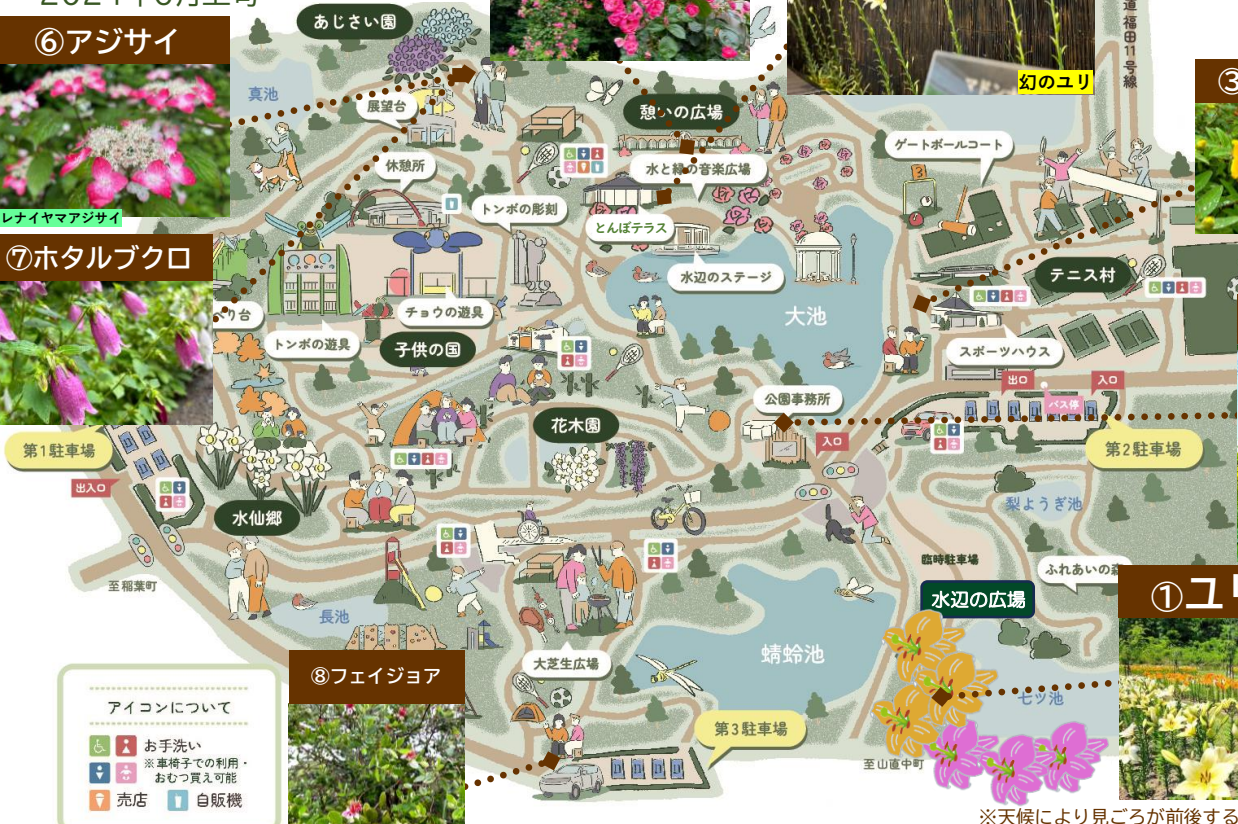 ⑥アジサイ
あじさい園
幻のユリ
道福田11号線
真池
展望台
憩いの広場
休憩所
水と緑の音楽広場
ゲートボールコート
トンボの彫刻
とんぼテラス
レナイヤマアジサイ
⑦ホタルブクロ
水辺のステージ
テニス村
り台
チョウの遊具
大池
トンボの遊具
子供の国
スポーツハウス
出口
入口
バス停
公園事務所
花木園
入口
第1駐車場
第2駐車場
出入口
水仙郷
梨ようぎ池
臨時駐車場
ふれあいの森
至稲葉町
水辺の広場
①ユリ
長池
蜻蛉池
大芝生広場
⑧フェイジョア
七ツ池
アイコンについて
お手洗い
※車椅子での利用・
おむつ買え可能
売店
自販機
第3駐車場
至山直中町
※天候により見ごろが前後する